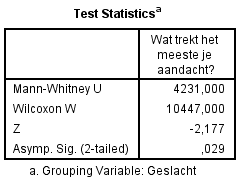 Test Statisticsa
Wat trekt het
meeste je
aandacht?
Mann-Whitney U 4231,000
Wilcoxon W 10447,000
Z -2,177
Asymp. Sig. (2-tailed) ,029
a. Grouping Variable: Geslacht